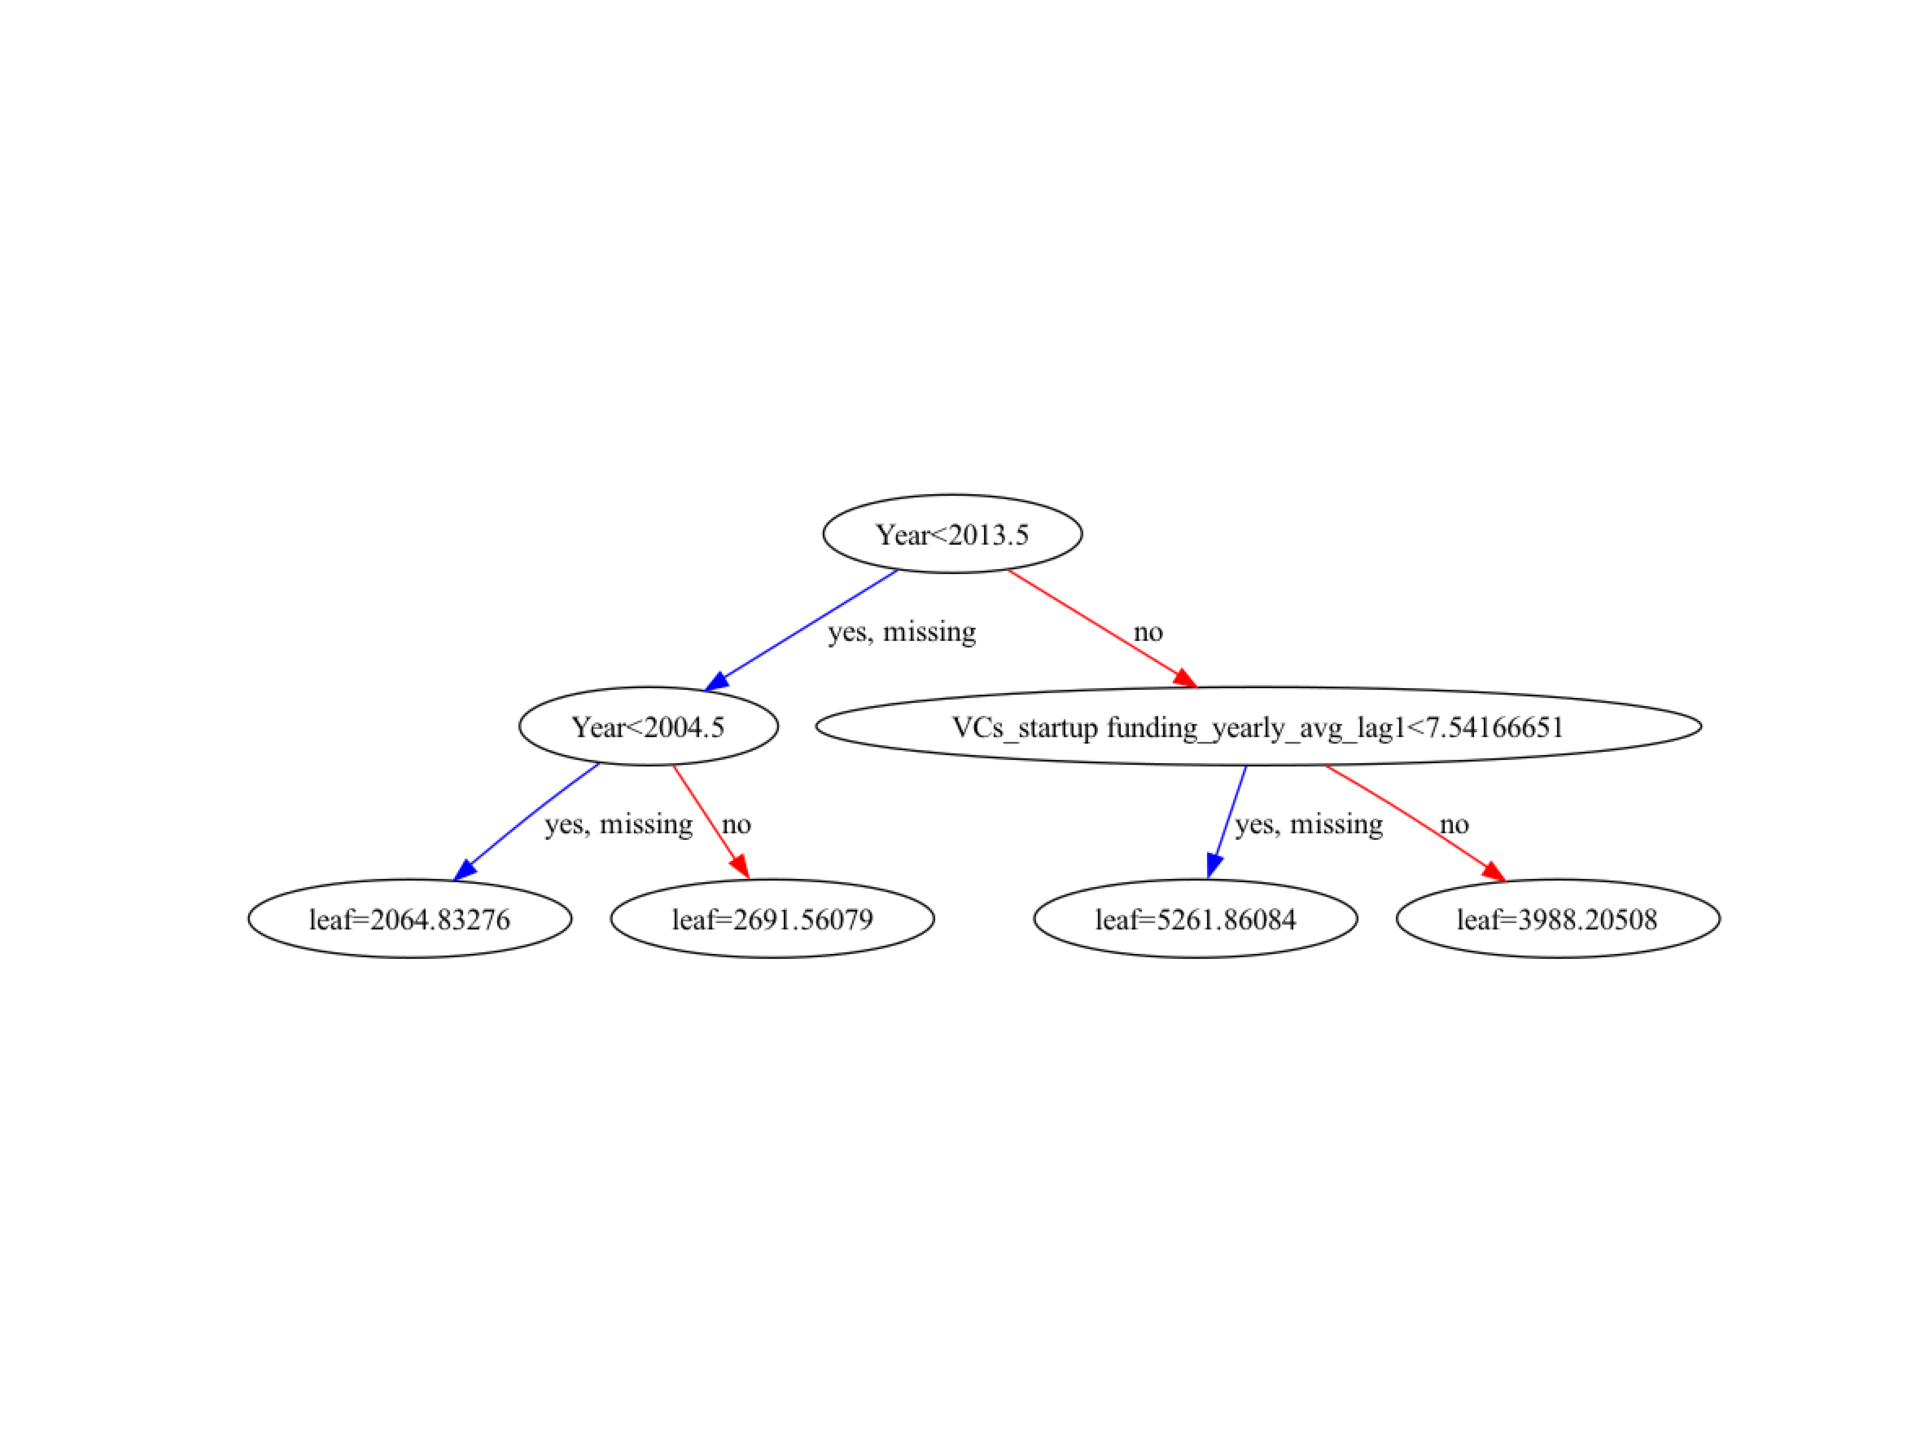 Year<2013.5
yes, missing
no
Year<2004.5
VCs_startup funding_yearly_avg_lag1<7.54166651
yes, missing
no
yes, missing
no
leaf=2064.83276
leaf=2691.56079
leaf=5261.86084
leaf=3988.20508